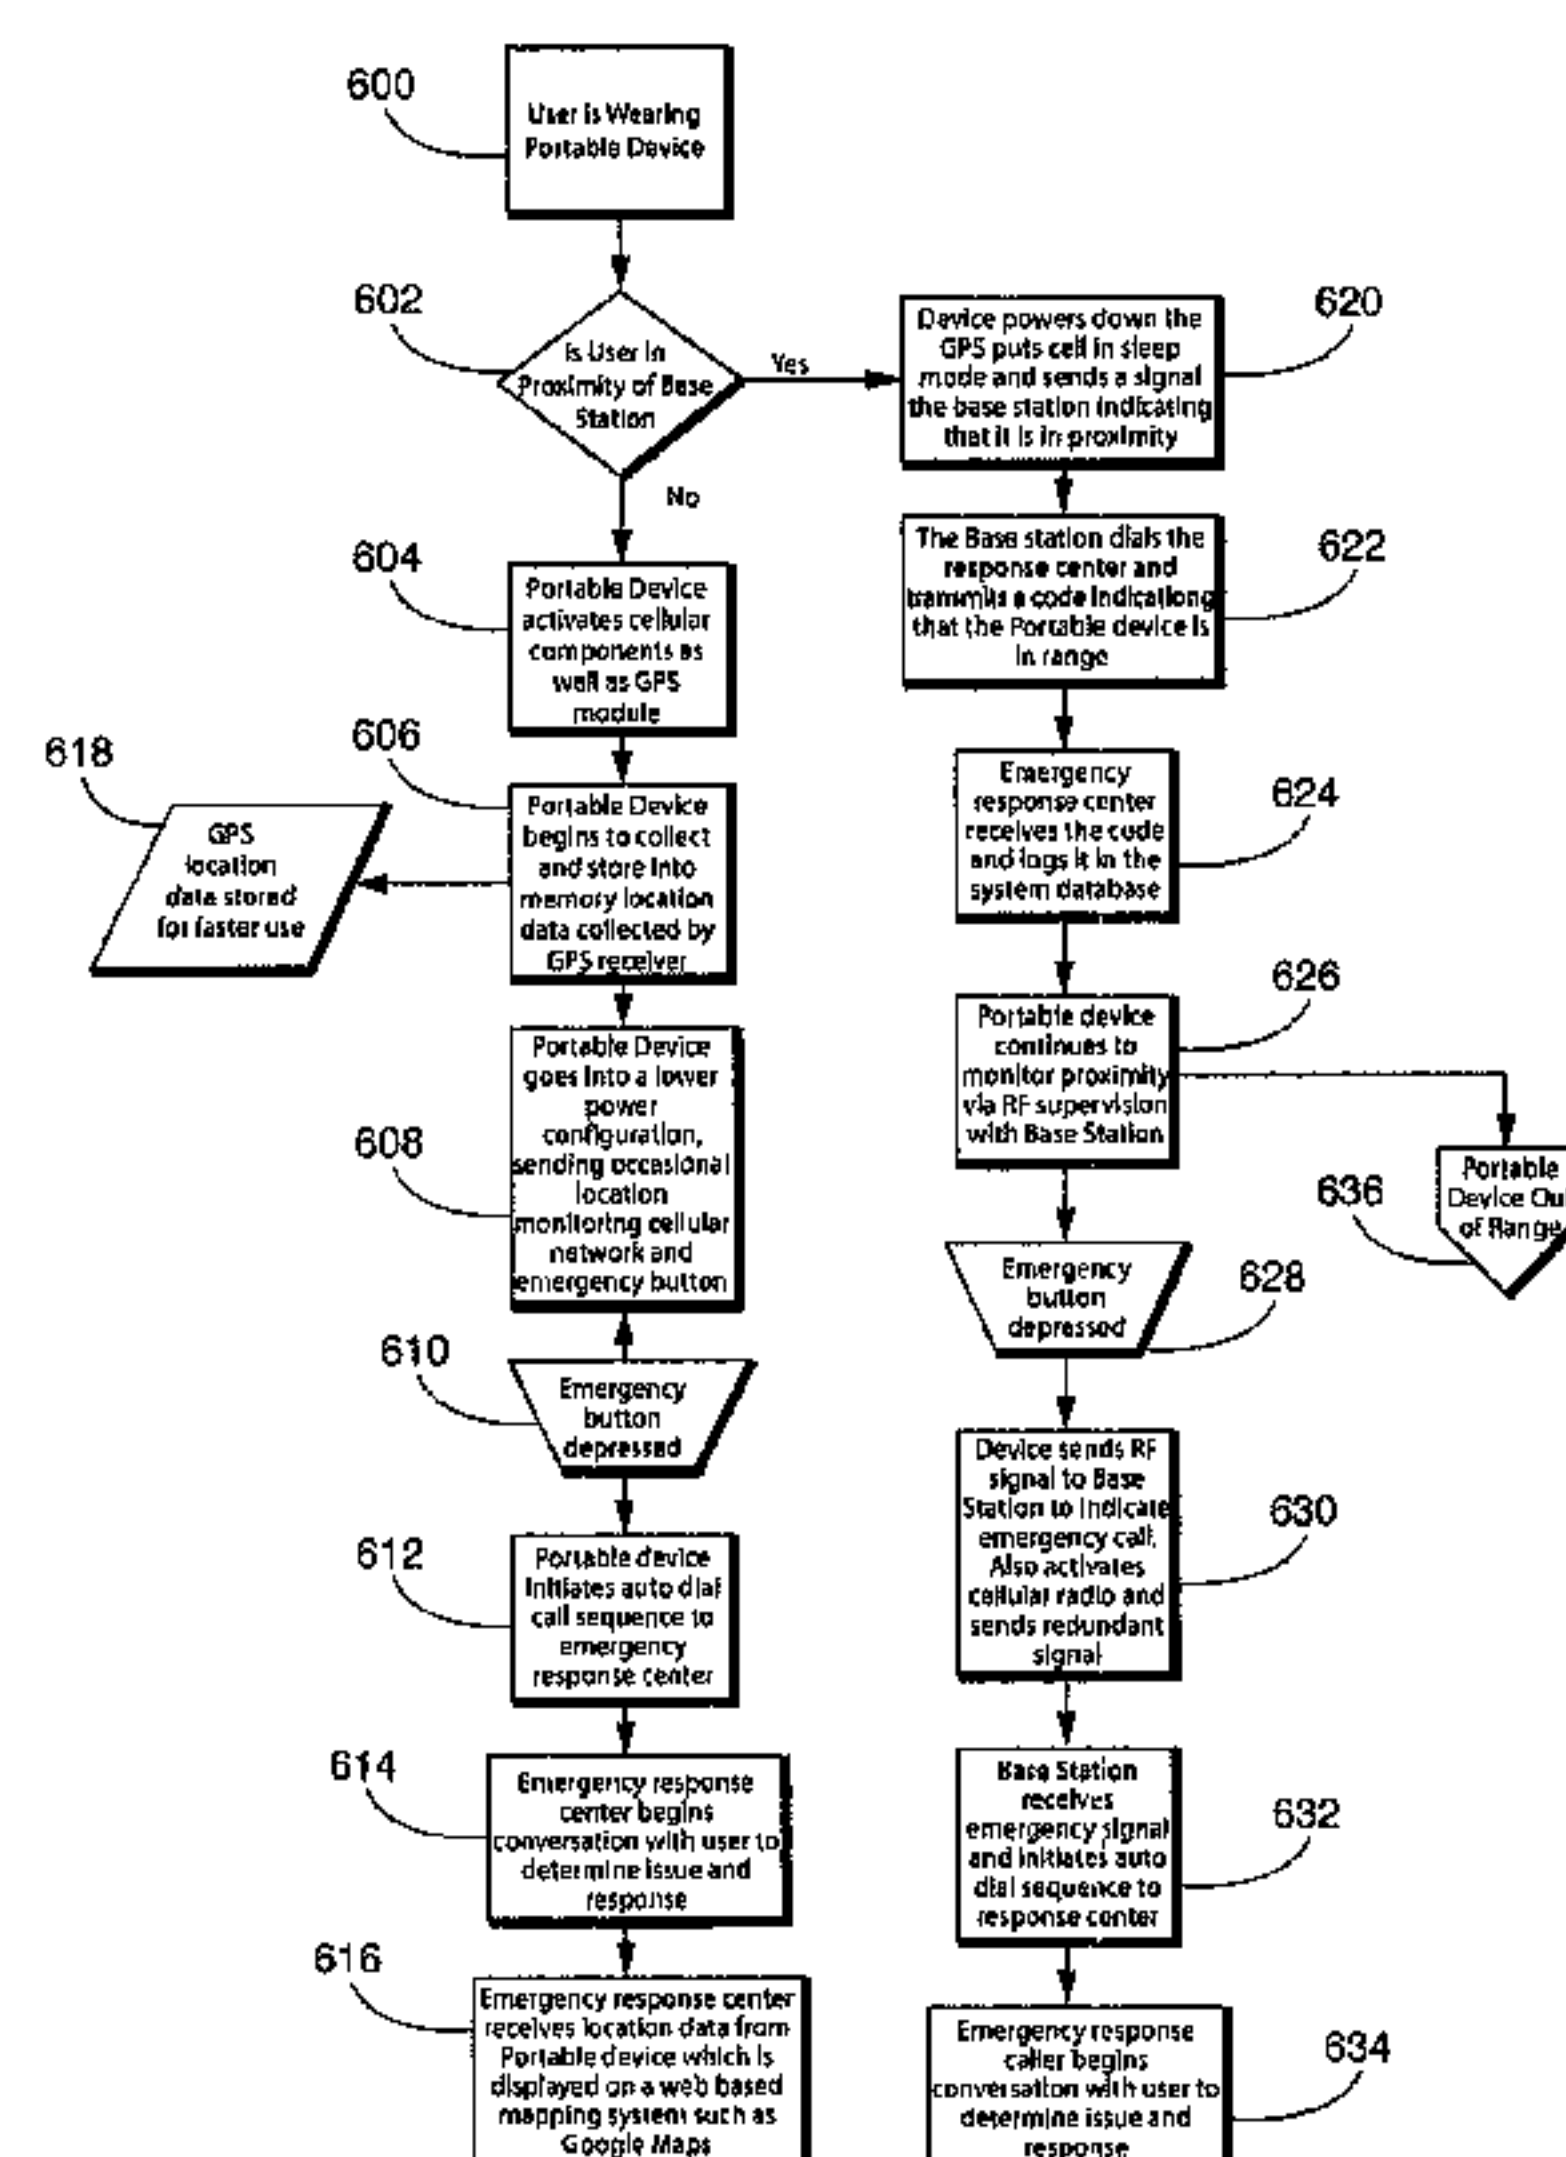 600
User is Wearing
Portable Device
602
Is User in
Proximity of Base
Station
Yes
No
620
Device powers down the
GPS puts cell in sleep
mode and sends a signal
the base station indicating
that it is in proximity
622
The Base station dials the
response center and
transmits a code indicationg
that the Portable device is
in range
604
Portable Device
activates cellular
components as
well as GPS
module
606
Portable Device
begins to collect
and store into
memory location
data collected by
GPS receiver
618
GPS
location
data stored
for faster use
624
Emergency
response center
receives the code
and logs it in the
system database
626
Portable device
continues to
monitor proximity
via RF supervision
with Base Station
636
Portable
Device Ou
of Range
608
Portable Device
goes into a lower
power
configuration,
sending occasional
location
monitoring cellular
network and
emergency button
610
Emergency
button
depressed
628
Emergency
button
depressed
612
Portable device
initiates auto dial
call sequence to
emergency
response center
630
Device sends RF
signal to Base
Station to indicate
emergency call.
Also activates
cellular radio and
sends redundant
signal
614
Emergency response
center begins
conversation with user to
determine issue and
response
632
Base Station
receives
emergency signal
and initiates auto
dial sequence to
response center
616
Emergency response center
receives location data from
Portable device which is
displayed on a web based
mapping system such as
Google Maps
634
Emergency response
caller begins
conversation with user to
determine issue and
response